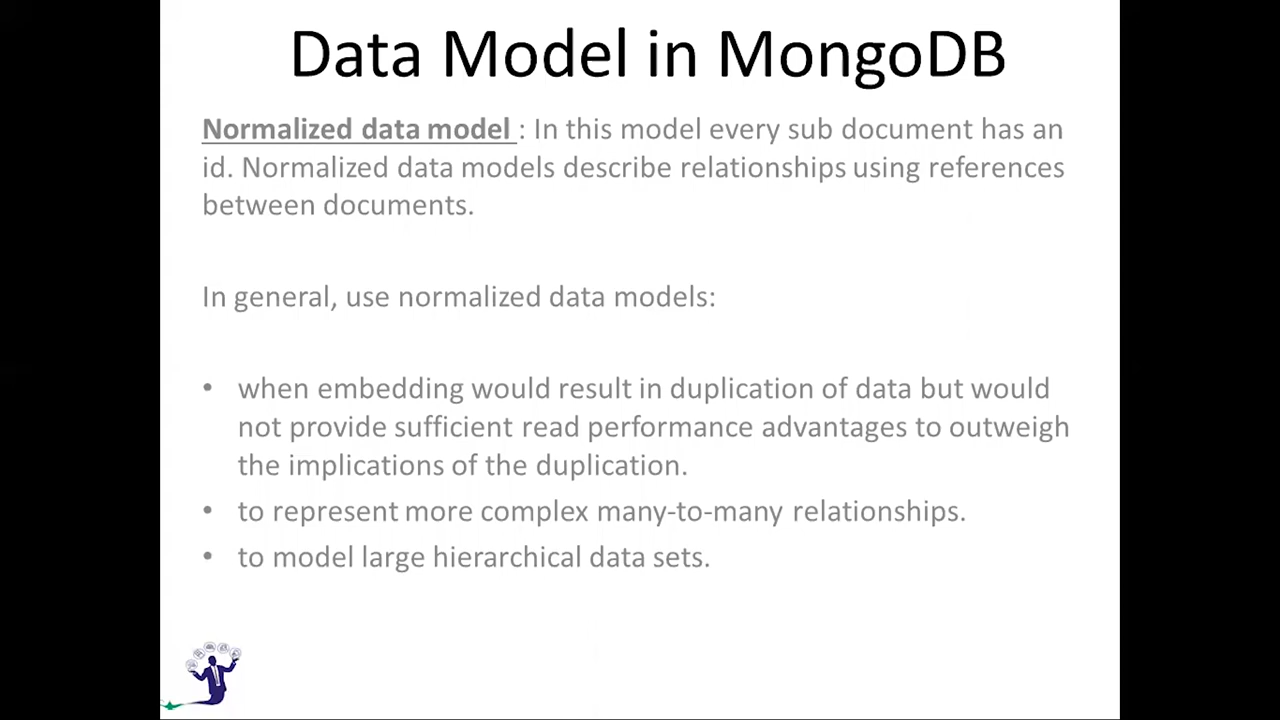 Data Model in MongoDB
Normalized data model : In this model every sub document has an
id. Normalized data models describe relationships using references
between documents.
In general, use normalized data models:
• when embedding would result in duplication of data but would
not provide sufficient read performance advantages to outweigh
the implications of the duplication.
• to represent more complex many-to-many relationships.
• to model large hierarchical data sets.